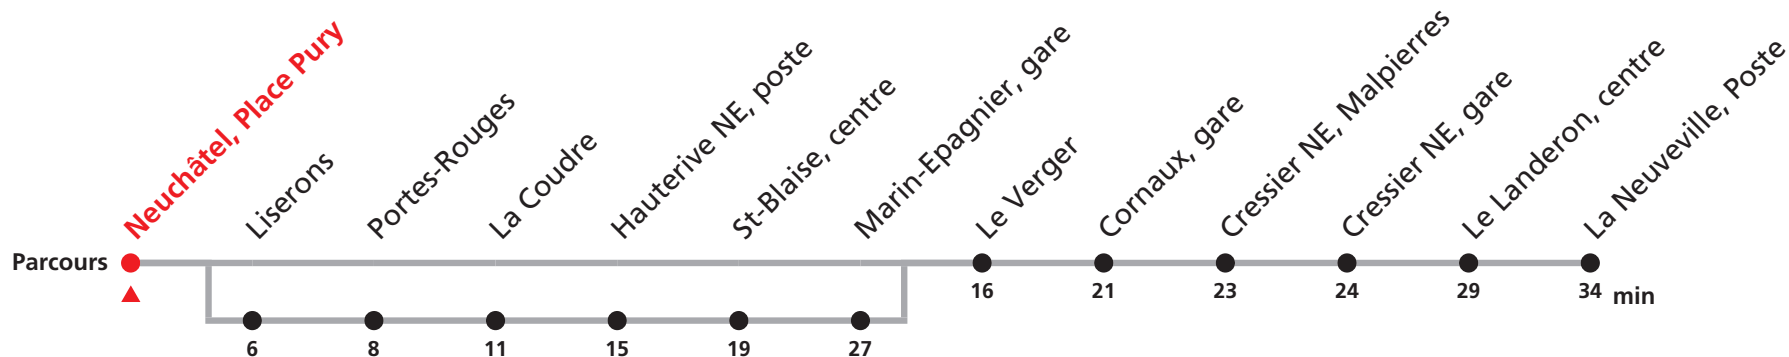 Neuchâtel, Place Pury
Liserons
Portes-Rouges
La Coudre
Hauterive NE, poste
St-Blaise, centre
Marin-Epagnier, gare
Le Verger
Cornaux, gare
Cressier NE, Malpierres
Cressier NE, gare
Le Landeron, centre
La Neuveville, Poste
Parcours
16 21 23 24 29 34 min
6 8 11 15 19 27